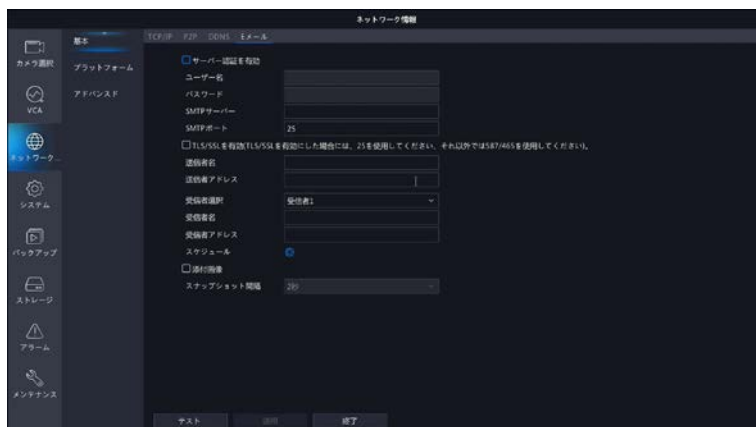 ネットワーク情報
TCP/IP P2P DDNS Eメール
カメラ選択
VCA
ネットワーク...
システム
バックアップ
ストレージ
アラーム
メンテナンス
基本
プラットフォーム
アドバンスド
サーバー認証を有効
ユーザー名
パスワード
SMTPサーバー
SMTPポート 25
TLS/SSLを有効(TLS/SSLを有効にした場合には、25を使用してください、それ以外では587/465を使用してください)。
送信者名
送信者アドレス
受信者選択 受信者1
受信者名
受信者アドレス
スケジュール
添付画像
スナップショット間隔 2秒
テスト 適用 終了